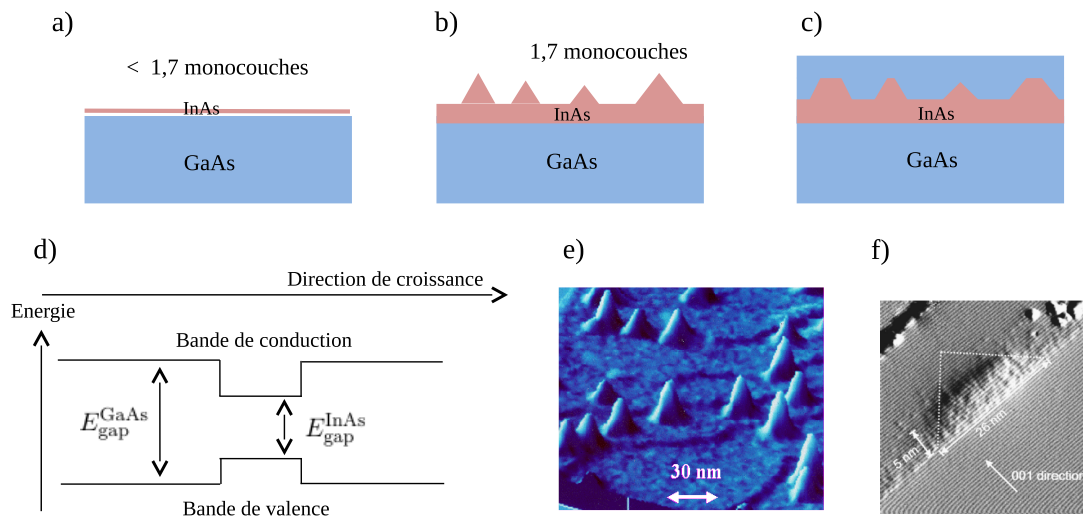 a)
< 1,7 monocouches
InAs
GaAs
b)
1,7 monocouches
InAs
GaAs
c)
InAs
GaAs
d)
Direction de croissance
Energie
Bande de conduction
E_gap^GaAs
E_gap^InAs
Bande de valence
e)
30 nm
f)
5 nm
26 nm
001 direction